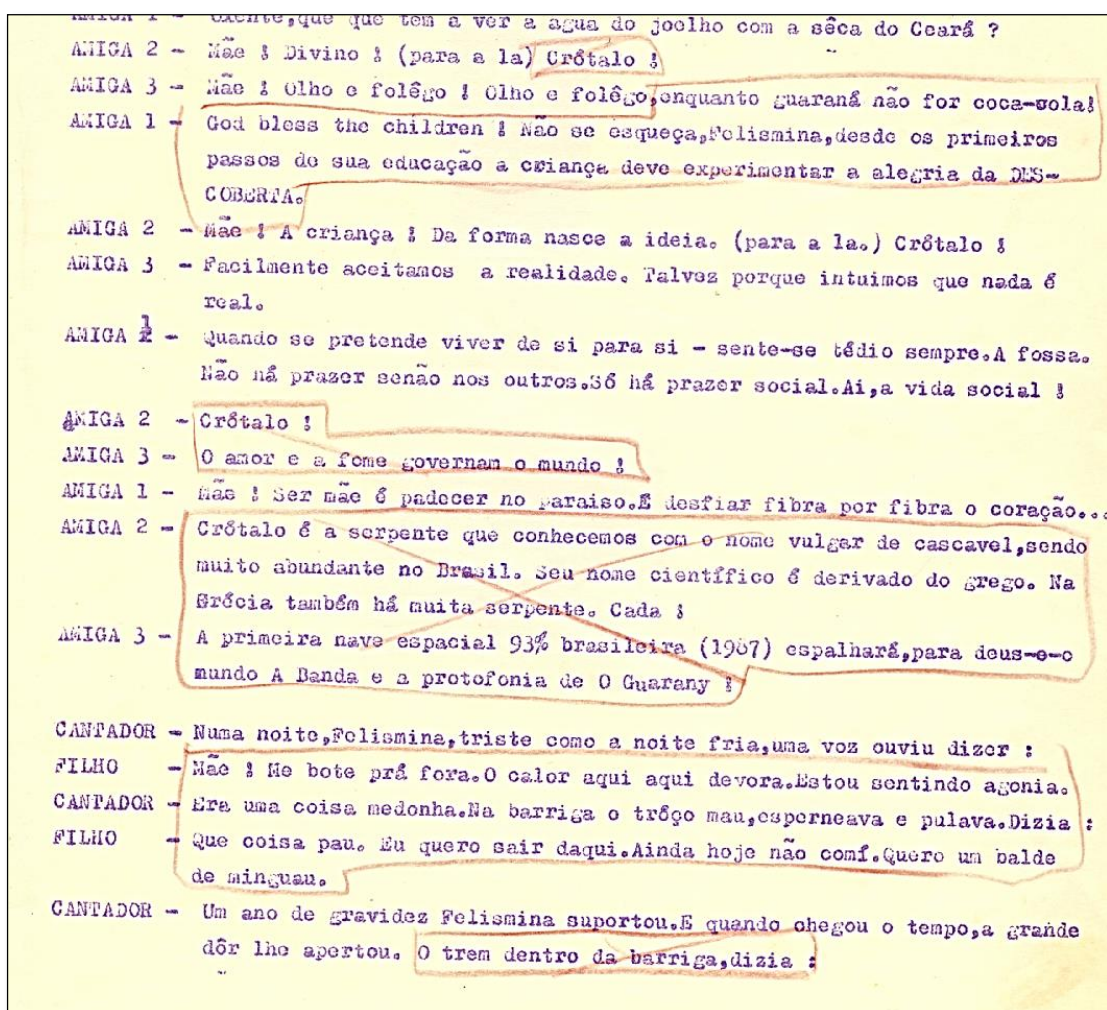 AMIGA 1 - Oxente,que que tem a ver a agua do joelho com a sêca do Ceará ?
AMIGA 2 - Mãe ! Divino ! (para a la) Crótalo !
AMIGA 3 - Mãe ! Olho e folêgo ! Olho e folêgo,enquanto guaraná não for coca-cola!
AMIGA 1 - God bless the children ! Não se esqueça,Felismina,desde os primeiros
passos de sua educação a criança deve experimentar a alegria da DES-
COBERTA.
AMIGA 2 - Mãe ! A criança ! Da forma nasce a ideia. (para a la.) Crótalo !
AMIGA 3 - Facilmente aceitamos a realidade. Talvez porque intuimos que nada é
real.
AMIGA 1 - Quando se pretende viver de si para si - sente-se tédio sempre.A fossa.
Não há prazer senão nos outros.Só há prazer social.Ai,a vida social !
AMIGA 2 - Crótalo !
AMIGA 3 - O amor e a fome governam o mundo !
AMIGA 1 - Mãe ! Ser mãe é padecer no paraiso.E desfiar fibra por fibra o coração...
AMIGA 2 - Crótalo é a serpente que conhecemos com o nome vulgar de cascavel,sendo
muito abundante no Brasil. Seu nome científico é derivado do grego. Na
Grécia também há muita serpente. Cada !
AMIGA 3 - A primeira nave espacial 93% brasileira (1967) espalhará,para deus-e-o
mundo A Banda e a protofonia de O Guarany !
CANTADOR - Numa noite,Felismina,triste como a noite fria,uma voz ouviu dizer :
FILHO - Mãe ! Me bote prá fora.O calor aqui aqui devora.Estou sentindo agonia.
CANTADOR - Era uma coisa medonha.Na barriga o trôço mau,esperneava e pulava.Dizia :
FILHO - Que coisa pau. Eu quero sair daqui.Ainda hoje não comí.Quero um balde
de minguau.
CANTADOR - Um ano de gravidez Felismina suportou.E quando chegou o tempo,a grande
dôr lhe apertou. O trem dentro da barriga,dizia :